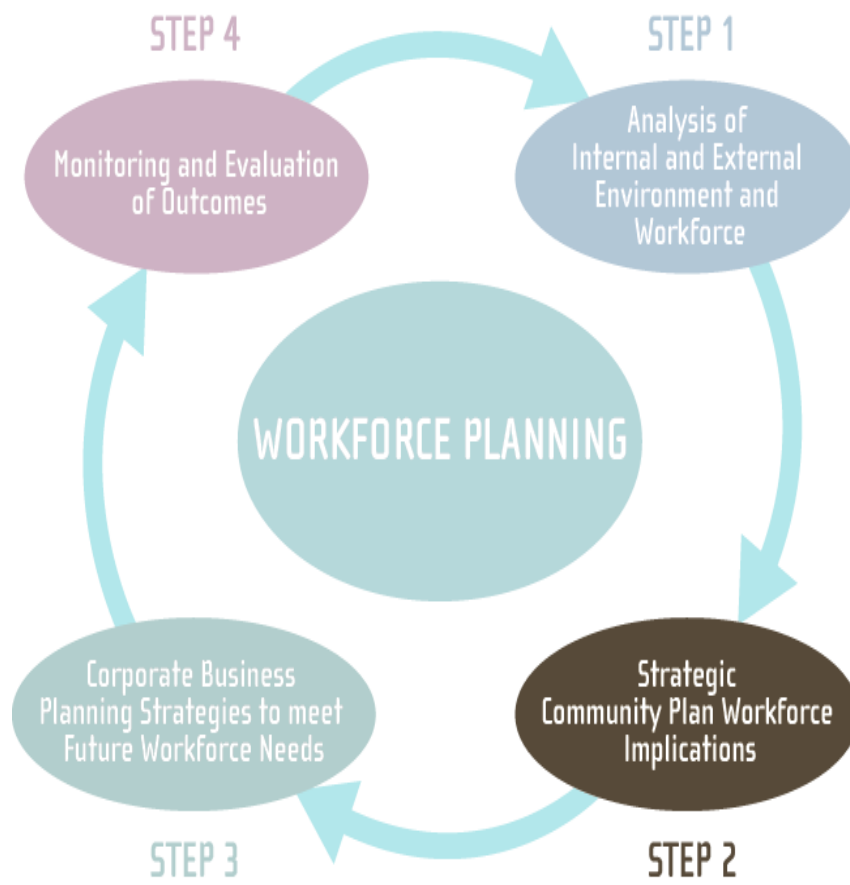 STEP 4
STEP 1
Monitoring and Evaluation
of Outcomes
Analysis of
Internal and External
Environment and
Workforce
WORKFORCE PLANNING
Corporate Business
Planning Strategies to meet
Future Workforce Needs
Strategic
Community Plan Workforce
Implications
STEP 3
STEP 2